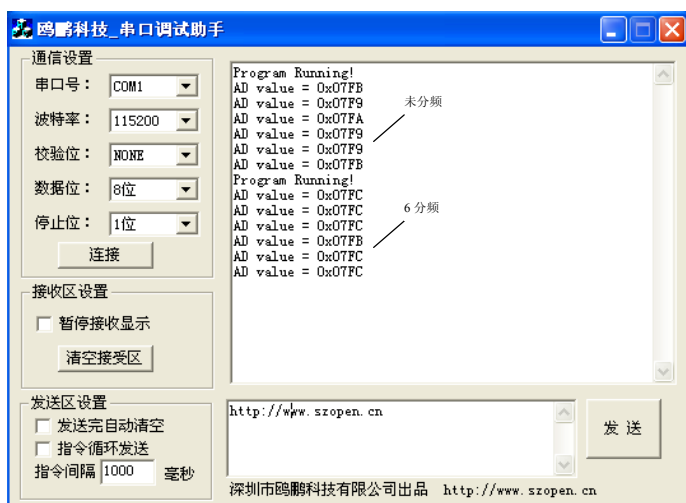 鸥鹏科技_串口调试助手
通信设置
串口号： COM1
波特率： 115200
校验位： NONE
数据位： 8位
停止位： 1位
连接
接收区设置
暂停接收显示
清空接受区
发送区设置
发送完自动清空
指令循环发送
指令间隔 1000 毫秒
Program Running!
AD value = 0x07FB
AD value = 0x07F9
AD value = 0x07FA
AD value = 0x07F9
AD value = 0x07F9
AD value = 0x07FB
Program Running!
AD value = 0x07FC
AD value = 0x07FC
AD value = 0x07FC
AD value = 0x07FB
AD value = 0x07FC
AD value = 0x07FC
未分频
6 分频
http://www.szopen.cn
发 送
深圳市鸥鹏科技有限公司出品 http://www.szopen.cn